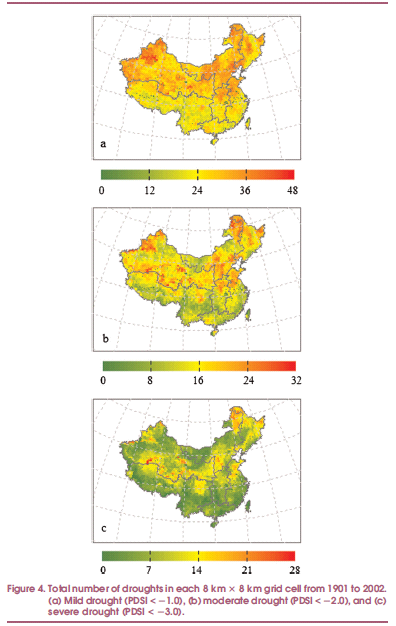 a
0 12 24 36 48
b
0 8 16 24 32
c
0 7 14 21 28
Figure 4. Total number of droughts in each 8 km × 8 km grid cell from 1901 to 2002.
(a) Mild drought (PDSI < −1.0), (b) moderate drought (PDSI < −2.0), and (c)
severe drought (PDSI < −3.0).